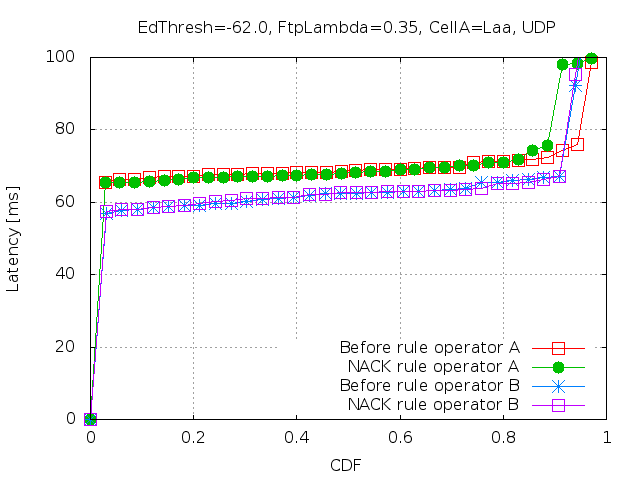 EdThresh=-62.0, FtpLambda=0.35, CellA=Laa, UDP
100
80
60
40
20
0
Latency [ms]
Before rule operator A
NACK rule operator A
Before rule operator B
NACK rule operator B
0 0.2 0.4 0.6 0.8 1
CDF